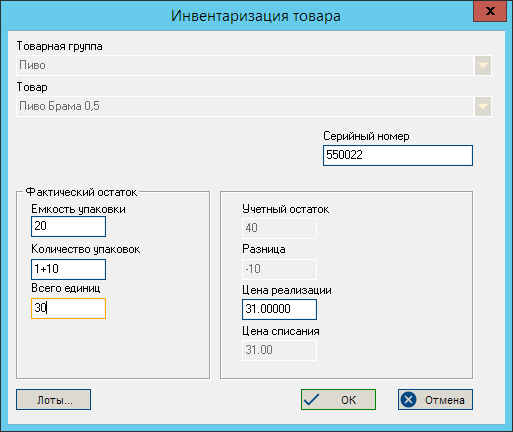 Инвентаризация товара
x
Товарная группа
Пиво
Товар
Пиво Брама 0,5
Серийный номер
550022
Фактический остаток
Емкость упаковки
20
Количество упаковок
1+10
Всего единиц
30
Учетный остаток
40
Разница
-10
Цена реализации
31.00000
Цена списания
31.00
Лоты...
ОК
Отмена